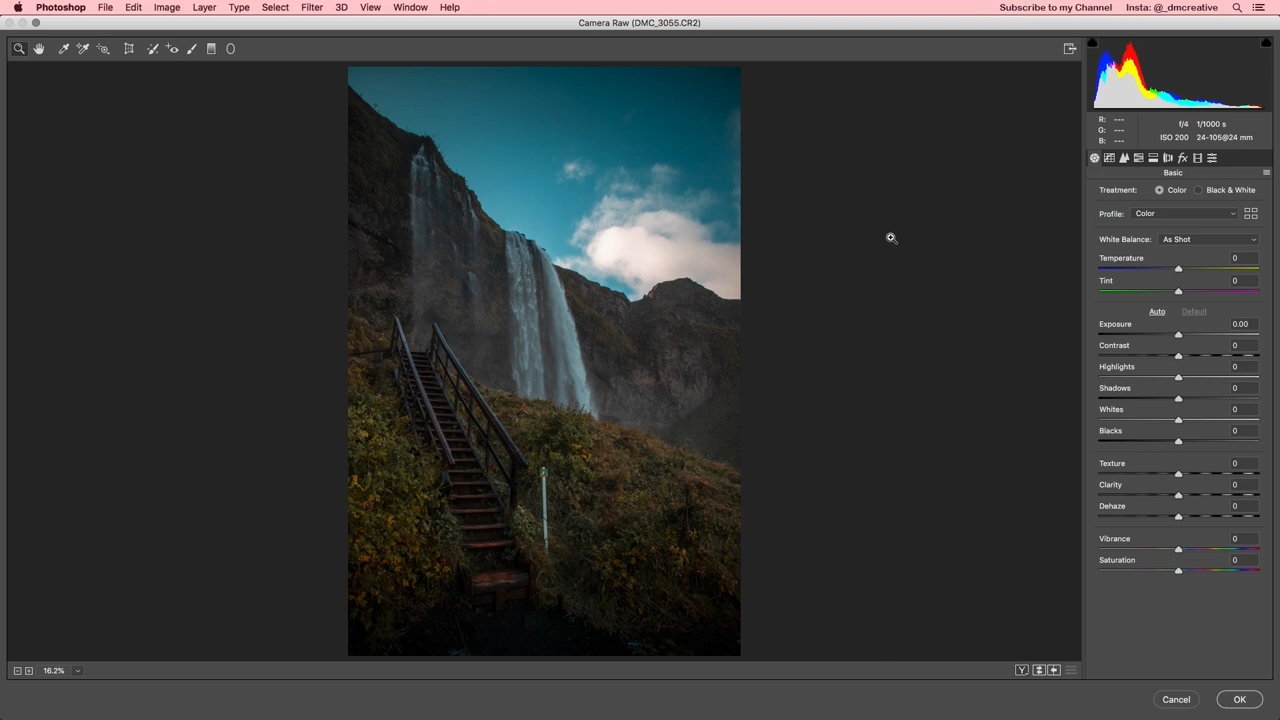 Photoshop File Edit Image Layer Type Select Filter 3D View Window Help Subscribe to my Channel Insta: @_dmcreative
Camera Raw (DMC_3055.CR2)
R: ---
G: ---
B: ---
f/4 1/1000 s
ISO 200 24-105@24 mm
fx
Basic
Treatment: Color Black & White
Profile: Color
White Balance: As Shot
Temperature 0
Tint 0
Auto Default
Exposure 0.00
Contrast 0
Highlights 0
Shadows 0
Whites 0
Blacks 0
Texture 0
Clarity 0
Dehaze 0
Vibrance 0
Saturation 0
16.2% Y
Cancel OK